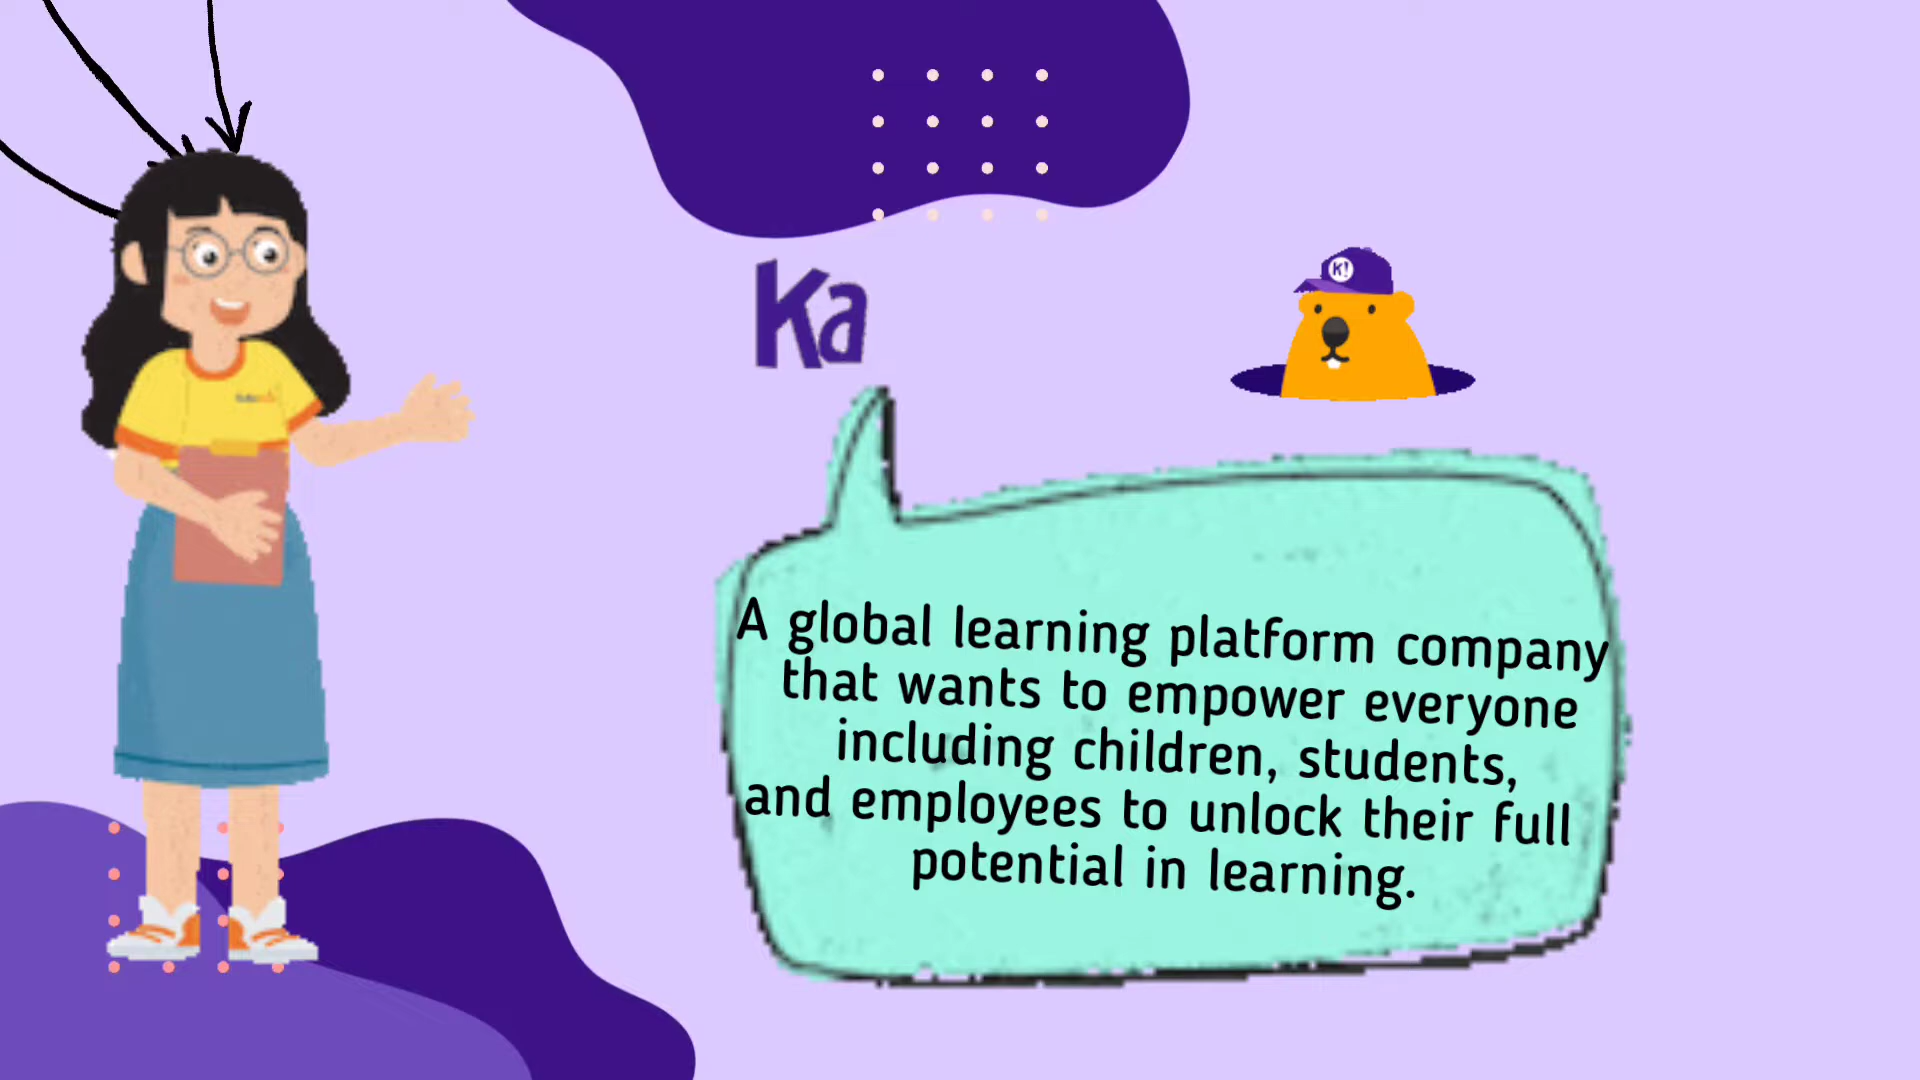 Ka
K!
A global learning platform company
that wants to empower everyone
including children, students,
and employees to unlock their full
potential in learning.